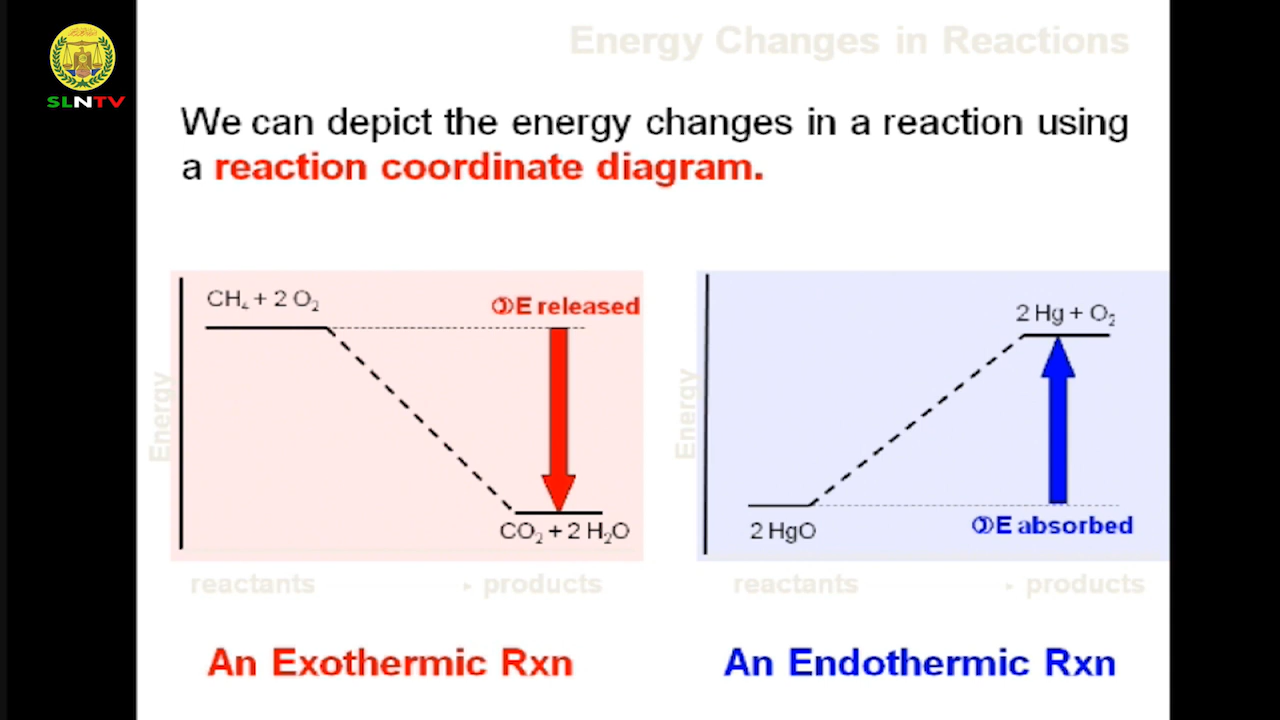 SLNTV
Energy Changes in Reactions
We can depict the energy changes in a reaction using
a reaction coordinate diagram.
CH₄ + 2 O₂
E released
Energy
CO₂ + 2 H₂O
reactants
products
An Exothermic Rxn
2 Hg + O₂
Energy
2 HgO
E absorbed
reactants
products
An Endothermic Rxn